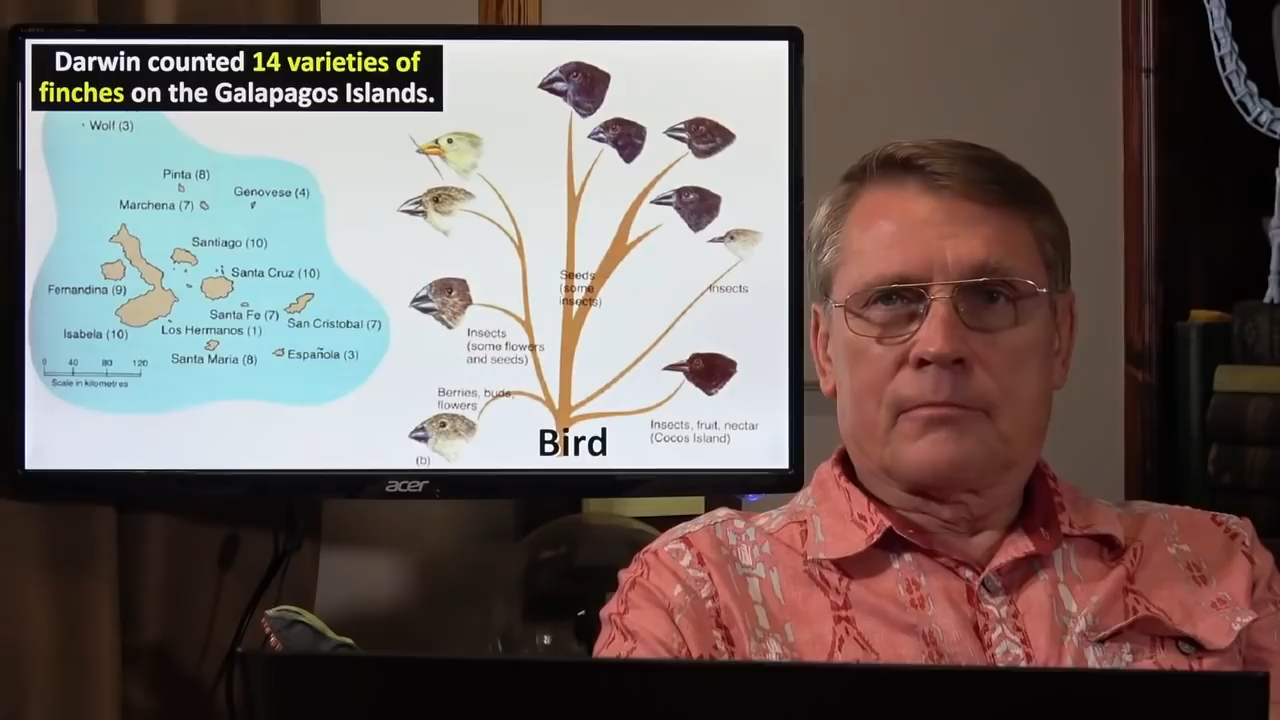 Darwin counted 14 varieties of
finches on the Galapagos Islands.
Wolf (3)
Pinta (8)
Genovese (4)
Marchena (7)
Santiago (10)
Santa Cruz (10)
Fernandina (9)
Santa Fe (7)
San Cristobal (7)
Los Hermanos (1)
Isabela (10)
Santa Maria (8)
Española (3)
0 40 80 120
Scale in kilometres
Seeds
(some
insects)
Insects
Insects
(some flowers
and seeds)
Berries, buds,
flowers
Insects, fruit, nectar
(Cocos Island)
Bird
(b)
acer